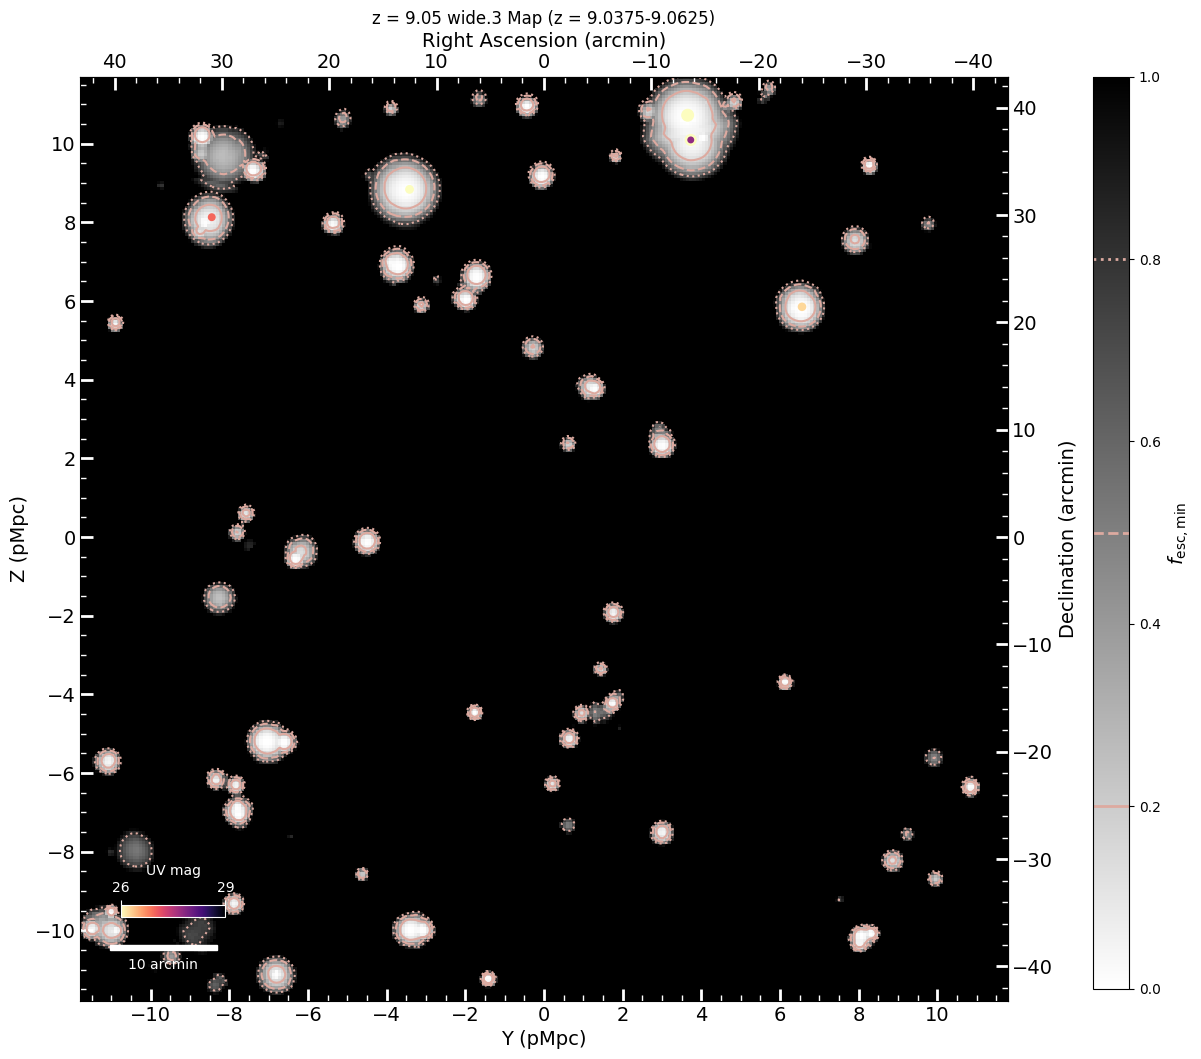 z = 9.05 wide.3 Map (z = 9.0375-9.0625)
Right Ascension (arcmin)
40 30 20 10 0 −10 −20 −30 −40
10
8
6
4
2
0
−2
−4
−6
−8
−10
Z (pMpc)
40
30
20
10
0
−10
−20
−30
−40
Declination (arcmin)
1.0
0.8
0.6
0.4
0.2
0.0
fesc, min
UV mag
26 29
10 arcmin
−10 −8 −6 −4 −2 0 2 4 6 8 10
Y (pMpc)